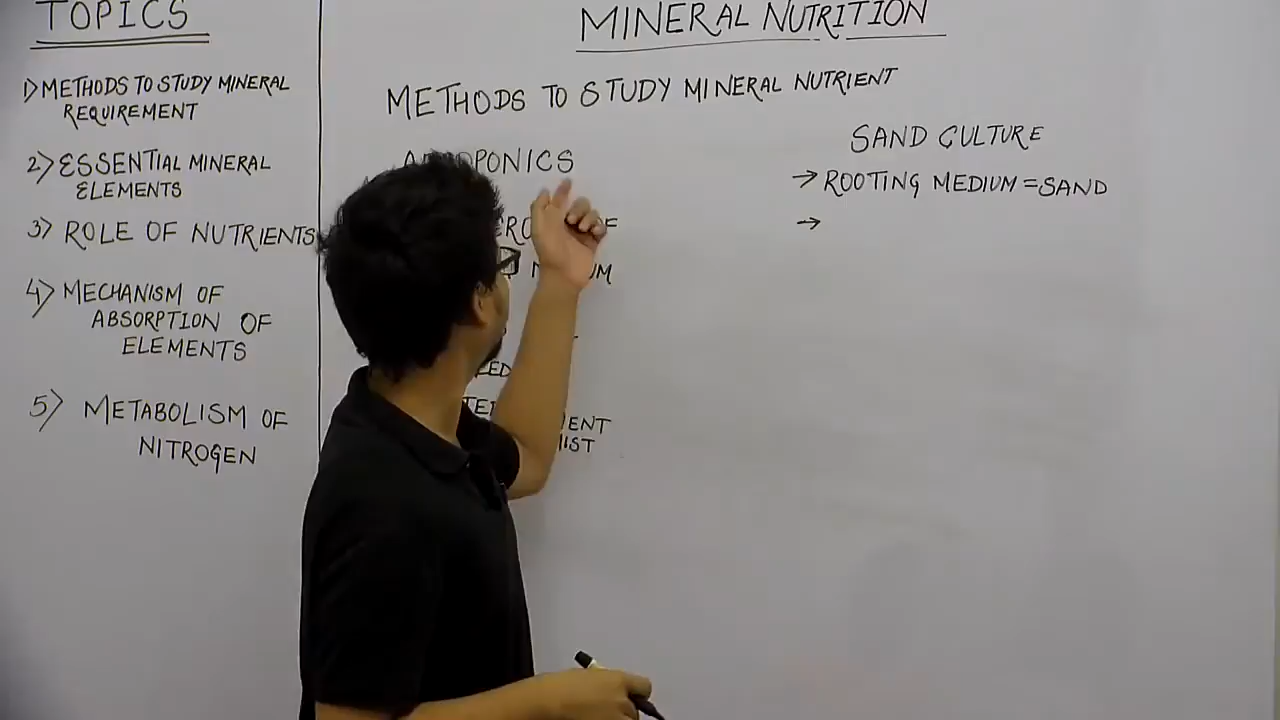 TOPICS
1) METHODS TO STUDY MINERAL
REQUIREMENT
2) ESSENTIAL MINERAL
ELEMENTS
3) ROLE OF NUTRIENTS
4) MECHANISM OF
ABSORPTION OF
ELEMENTS
5) METABOLISM OF
NITROGEN
MINERAL NUTRITION
METHODS TO STUDY MINERAL NUTRIENT
SAND CULTURE
→ ROOTING MEDIUM = SAND
→